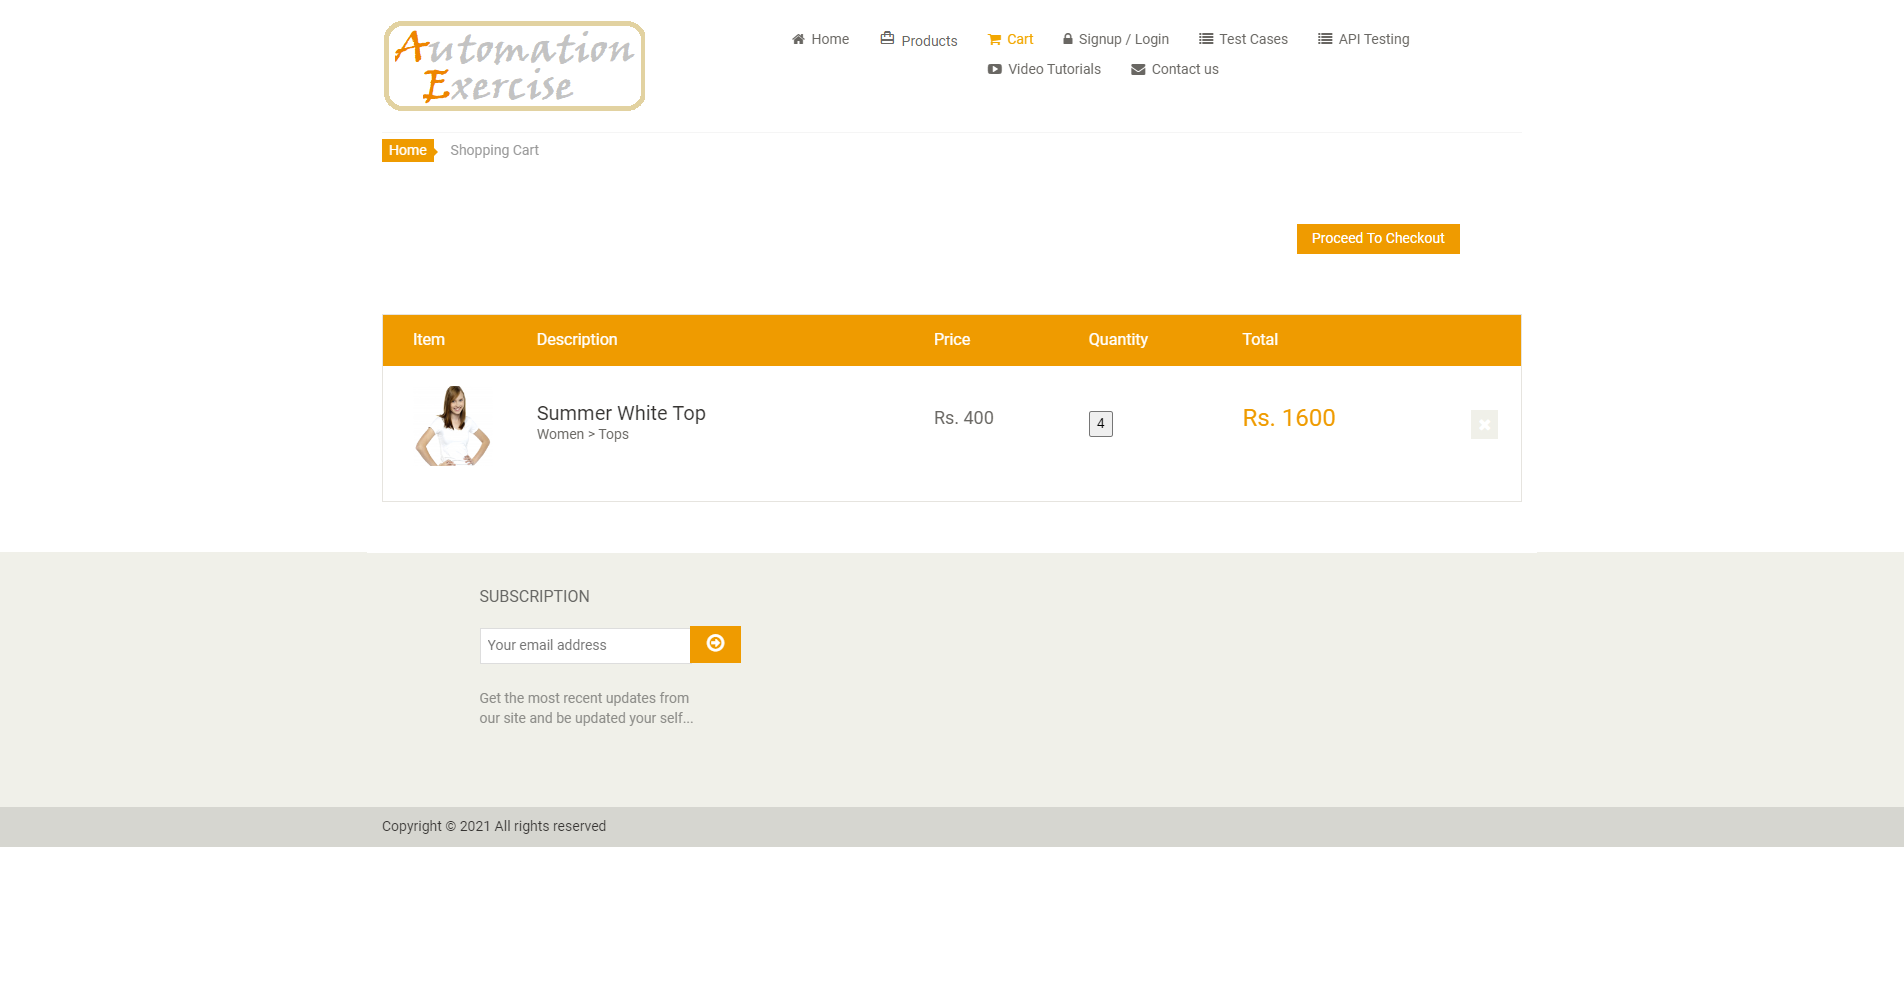 Automation
Exercise
Home Products Cart Signup / Login Test Cases API Testing
Video Tutorials Contact us
Home Shopping Cart
Proceed To Checkout
Item Description Price Quantity Total
Summer White Top Rs. 400 4 Rs. 1600
Women > Tops
SUBSCRIPTION
Your email address
Get the most recent updates from
our site and be updated your self...
Copyright © 2021 All rights reserved